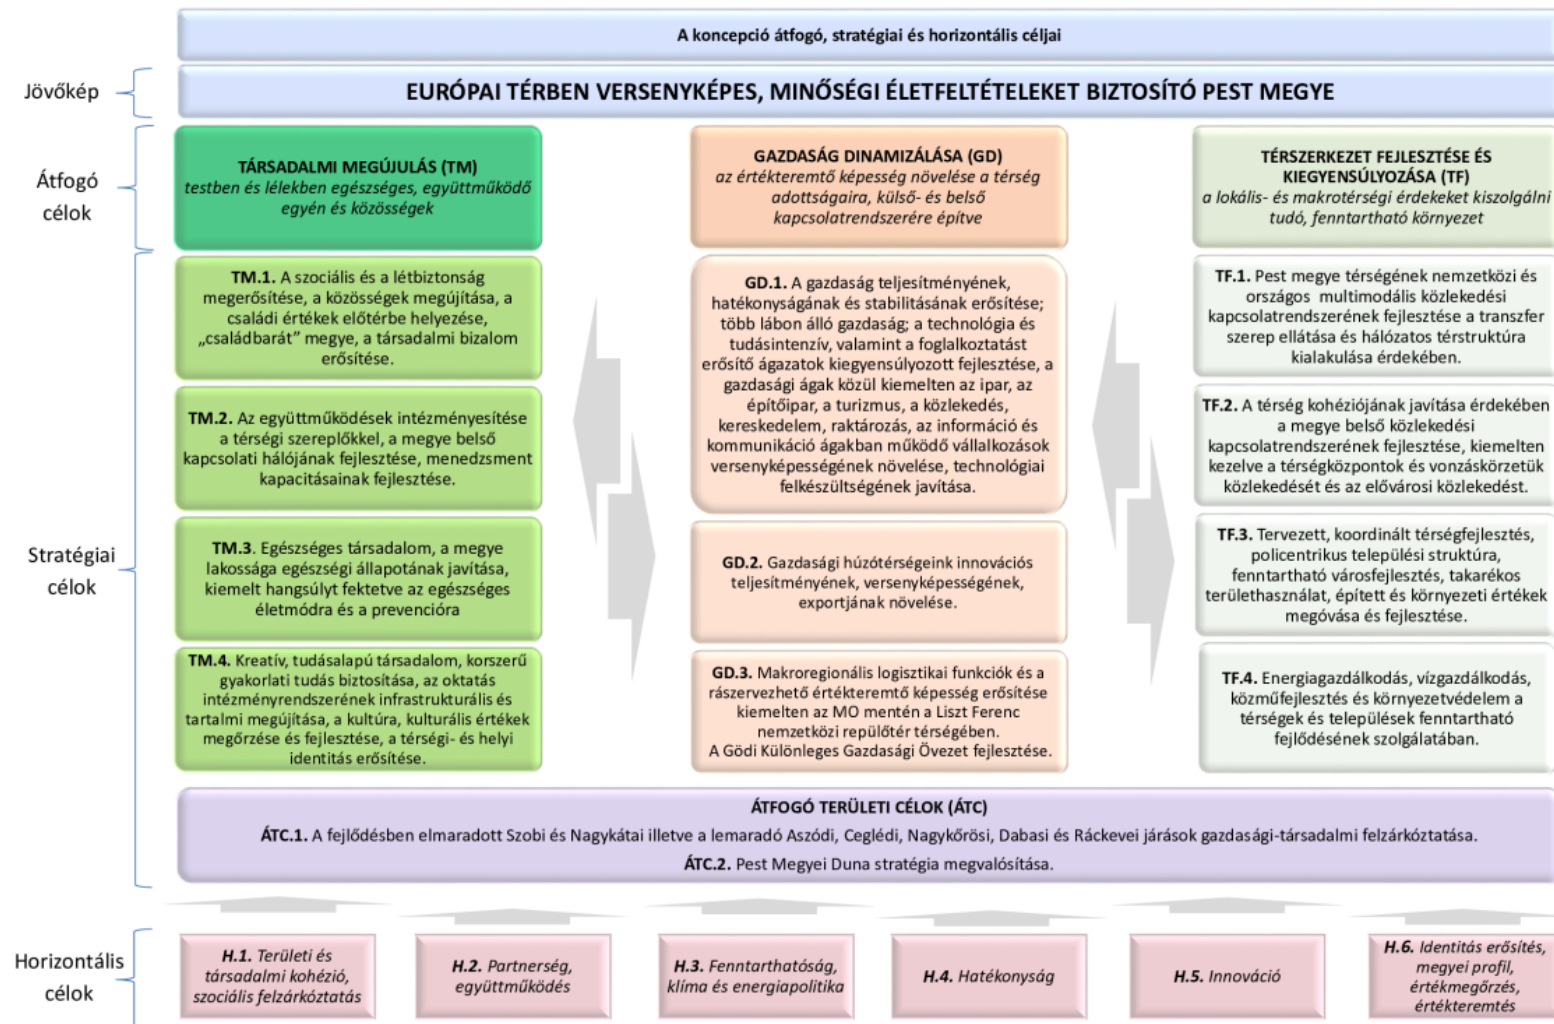 A koncepció átfogó, stratégiai és horizontális céljai
Jövőkép
EURÓPAI TÉRBEN VERSENYKÉPES, MINŐSÉGI ÉLETFELTÉTELEKET BIZTOSÍTÓ PEST MEGYE
Átfogó
célok
TÁRSADALMI MEGÚJULÁS (TM)
testben és lélekben egészséges, együttműködő
egyén és közösségek
GAZDASÁG DINAMIZÁLÁSA (GD)
az értékteremtő képesség növelése a térség
adottságaira, külső- és belső
kapcsolatrendszerére építve
TÉRSZERKEZET FEJLESZTÉSE ÉS
KIEGYENSÚLYOZÁSA (TF)
a lokális- és makrotérségi érdekeket kiszolgálni
tudó, fenntartható környezet
Stratégiai
célok
TM.1. A szociális és a létbiztonság
megerősítése, a közösségek megújítása, a
családi értékek előtérbe helyezése,
„családbarát” megye, a társadalmi bizalom
erősítése.
TM.2. Az együttműködések intézményesítése
a térségi szereplőkkel, a megye belső
kapcsolati hálójának fejlesztése, menedzsment
kapacitásainak fejlesztése.
TM.3. Egészséges társadalom, a megye
lakossága egészségi állapotának javítása,
kiemelt hangsúlyt fektetve az egészséges
életmódra és a prevencióra
TM.4. Kreatív, tudásalapú társadalom, korszerű
gyakorlati tudás biztosítása, az oktatás
intézményrendszerének infrastrukturális és
tartalmi megújítása, a kultúra, kulturális értékek
megőrzése és fejlesztése, a térségi- és helyi
identitás erősítése.
GD.1. A gazdaság teljesítményének,
hatékonyságának és stabilitásának erősítése;
több lábon álló gazdaság; a technológia és
tudásintenzív, valamint a foglalkoztatást
erősítő ágazatok kiegyensúlyozott fejlesztése, a
gazdasági ágak közül kiemelten az ipar, az
építőipar, a turizmus, a közlekedés,
kereskedelem, raktározás, az információ és
kommunikáció ágakban működő vállalkozások
versenyképességének növelése, technológiai
felkészültségének javítása.
GD.2. Gazdasági húzótérségeink innovációs
teljesítményének, versenyképességének,
exportjának növelése.
GD.3. Makroregionális logisztikai funkciók és a
rászervezhető értékteremtő képesség erősítése
kiemelten az MO mentén a Liszt Ferenc
nemzetközi repülőtér térségében.
A Gödi Különleges Gazdasági Övezet fejlesztése.
TF.1. Pest megye térségének nemzetközi és
országos multimodális közlekedési
kapcsolatrendszerének fejlesztése a transzfer
szerep ellátása és hálózatos térstruktúra
kialakulása érdekében.
TF.2. A térség kohéziójának javítása érdekében
a megye belső közlekedési
kapcsolatrendszerének fejlesztése, kiemelten
kezelve a térségközpontok és vonzáskörzetük
közlekedését és az elővárosi közlekedést.
TF.3. Tervezett, koordinált térségfejlesztés,
policentrikus települési struktúra,
fenntartható városfejlesztés, takarékos
területhasználat, épített és környezeti értékek
megóvása és fejlesztése.
TF.4. Energiagazdálkodás, vízgazdálkodás,
közműfejlesztés és környezetvédelem a
térségek és települések fenntartható
fejlődésének szolgálatában.
ÁTFOGÓ TERÜLETI CÉLOK (ÁTC)
ÁTC.1. A fejlődésben elmaradott Szobi és Nagykátai illetve a lemaradó Aszódi, Ceglédi, Nagykőrösi, Dabasi és Ráckevei járások gazdasági-társadalmi felzárkóztatása.
ÁTC.2. Pest Megyei Duna stratégia megvalósítása.
Horizontális
célok
H.1. Területi és
társadalmi kohézió,
szociális felzárkóztatás
H.2. Partnerség,
együttműködés
H.3. Fenntarthatóság,
klíma és energiapolitika
H.4. Hatékonyság
H.5. Innováció
H.6. Identitás erősítés,
megyei profil,
értékmegőrzés,
értékteremtés